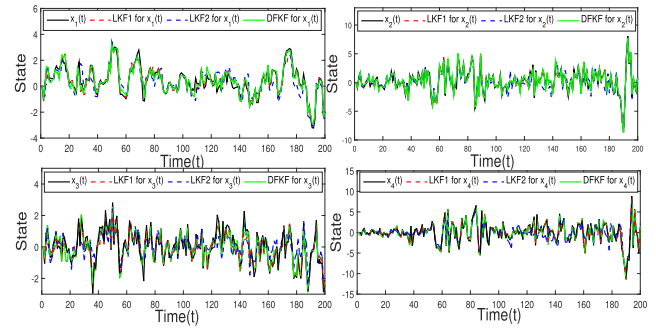 x1(t) LKF1 for x1(t) LKF2 for x1(t) DFKF for x1(t)
State
6
4
2
0
-2
-4
0 20 40 60 80 100 120 140 160 180 200
Time(t)
x2(t) LKF1 for x2(t) LKF2 for x2(t) DFKF for x2(t)
State
10
5
0
-5
-10
0 20 40 60 80 100 120 140 160 180 200
Time(t)
x3(t) LKF1 for x3(t) LKF2 for x3(t) DFKF for x3(t)
State
4
2
0
-2
0 20 40 60 80 100 120 140 160 180 200
Time(t)
x4(t) LKF1 for x4(t) LKF2 for x4(t) DFKF for x4(t)
State
15
10
5
0
-5
-10
-15
0 20 40 60 80 100 120 140 160 180 200
Time(t)